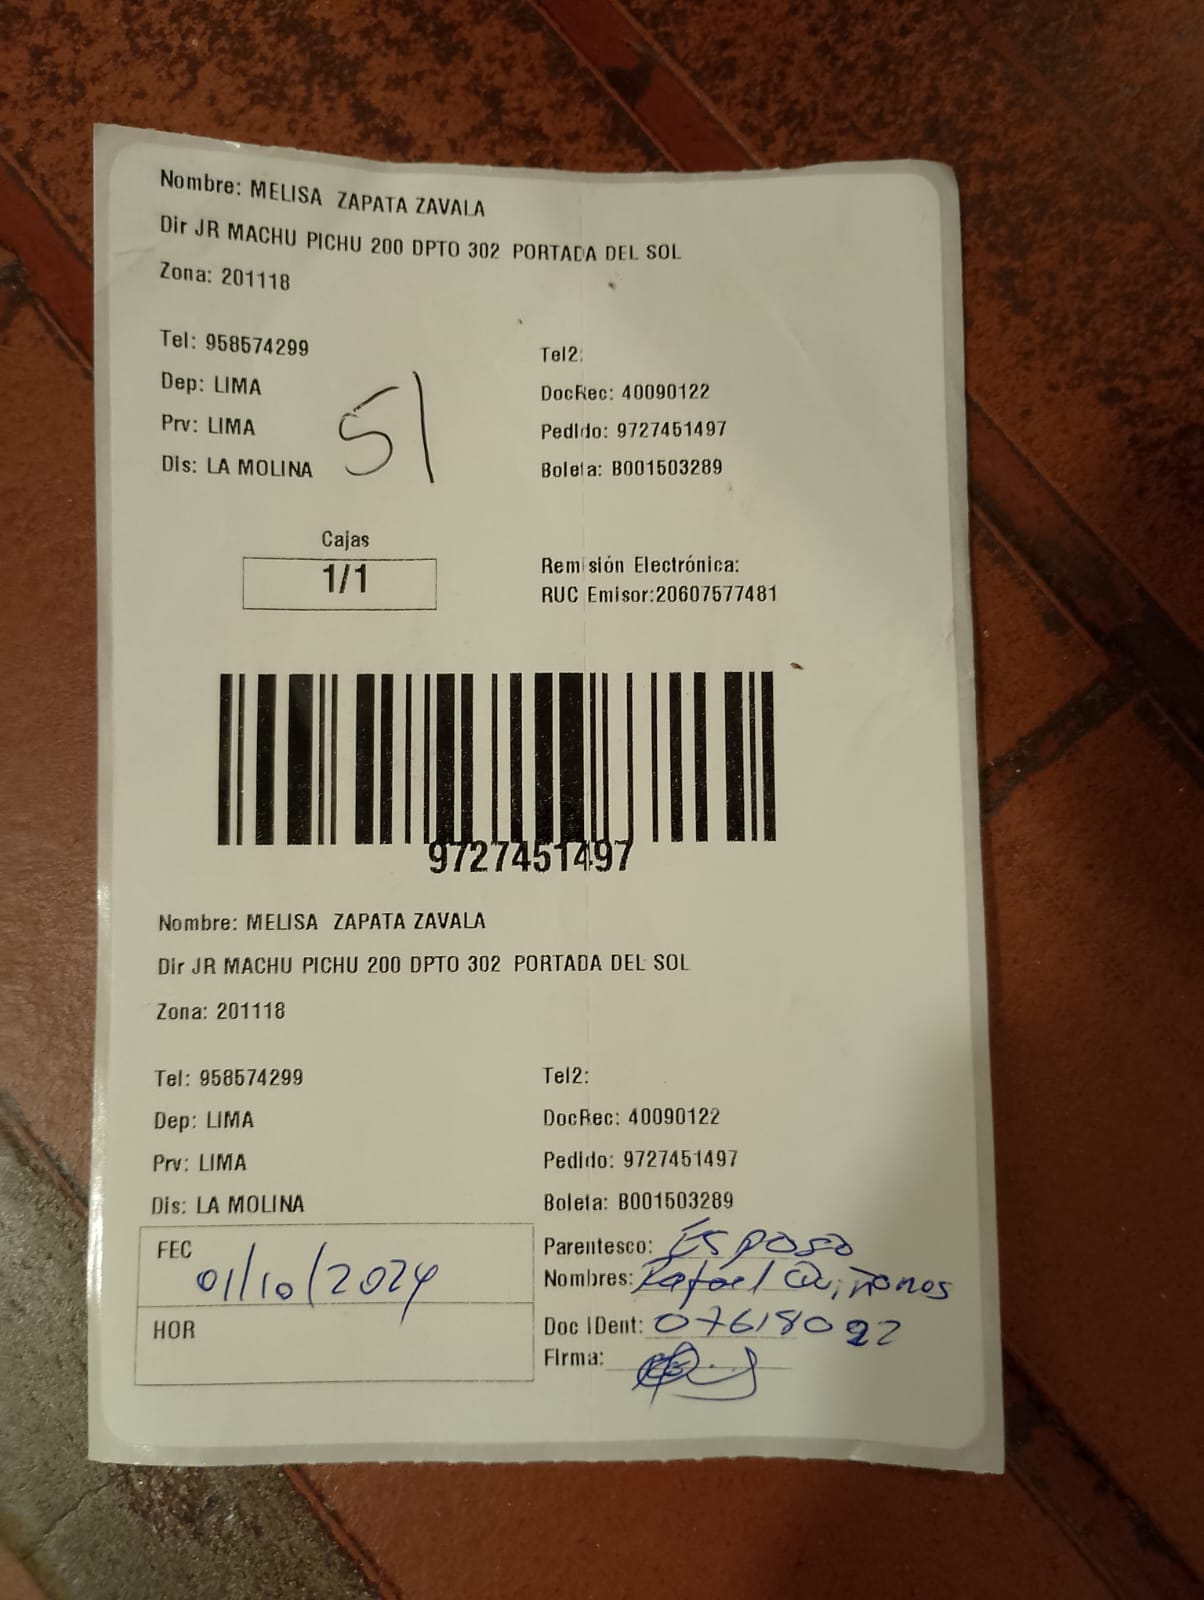 Nombre: MELISA ZAPATA ZAVALA
Dir JR MACHU PICHU 200 DPTO 302 PORTADA DEL SOL
Zona: 201118
Tel: 958574299
Tel2:
Dep: LIMA
DocRec: 40090122
Prv: LIMA
Pedido: 9727451497
Dis: LA MOLINA
Boleta: B001503289
51
Cajas
1/1
Remisión Electrónica:
RUC Emisor:20607577481
9727451497
Nombre: MELISA ZAPATA ZAVALA
Dir JR MACHU PICHU 200 DPTO 302 PORTADA DEL SOL
Zona: 201118
Tel: 958574299
Tel2:
Dep: LIMA
DocRec: 40090122
Prv: LIMA
Pedido: 9727451497
Dis: LA MOLINA
Boleta: B001503289
FEC 01/10/2024
HOR
Parentesco: Esposo
Nombres: Rafael Quiñones
Doc IDent: 07618092
Firma: